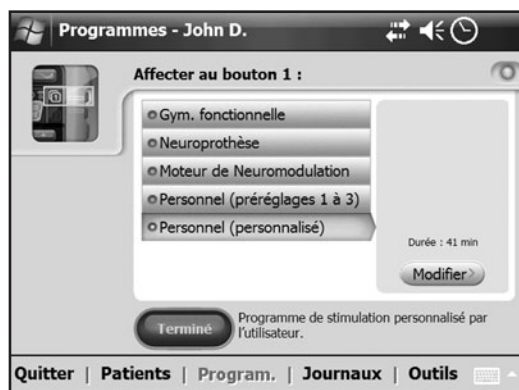 Programmes - John D.
Affecter au bouton 1 :
Gym. fonctionnelle
Neuroprothèse
Moteur de Neuromodulation
Personnel (préréglages 1 à 3)
Personnel (personnalisé)
Durée : 41 min
Modifier
Terminé
Programme de stimulation personnalisé par
l'utilisateur.
Quitter | Patients | Program. | Journaux | Outils